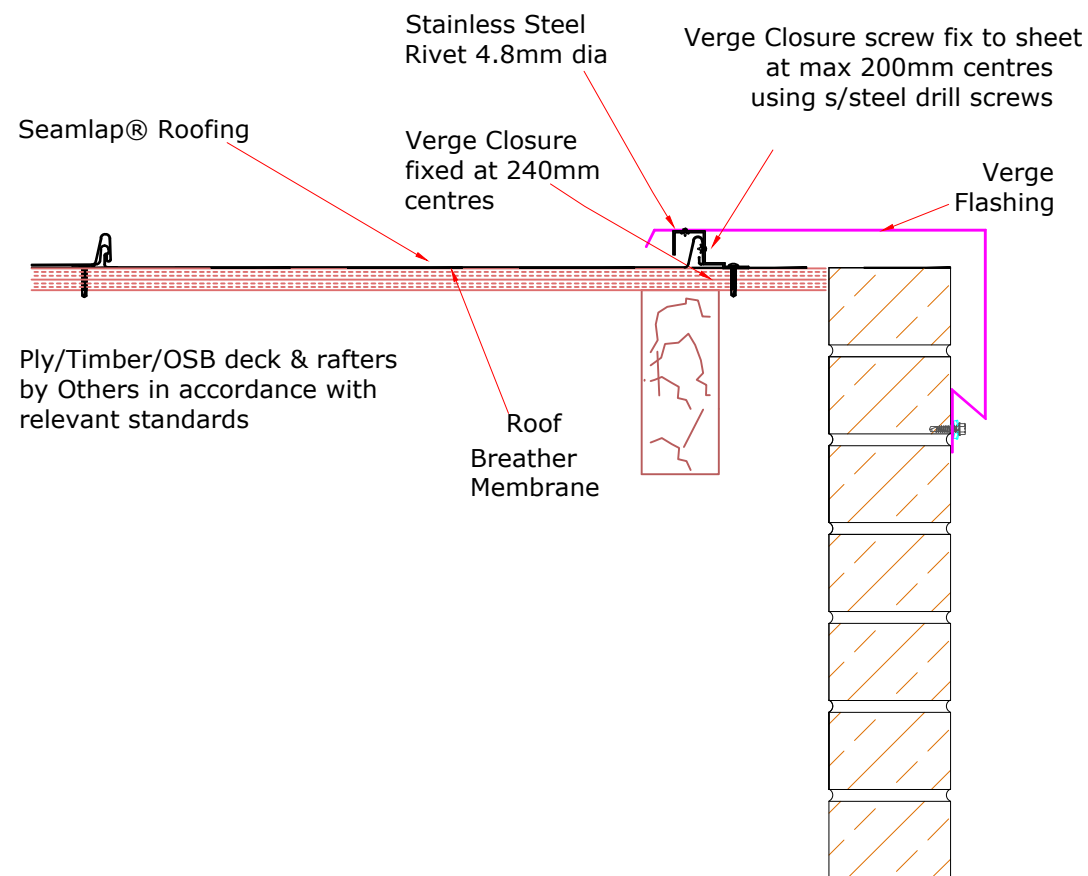 Stainless Steel
Rivet 4.8mm dia
Verge Closure screw fix to sheet
at max 200mm centres
using s/steel drill screws
Seamlap® Roofing
Verge Closure
fixed at 240mm
centres
Verge
Flashing
Ply/Timber/OSB deck & rafters
by Others in accordance with
relevant standards
Roof
Breather
Membrane